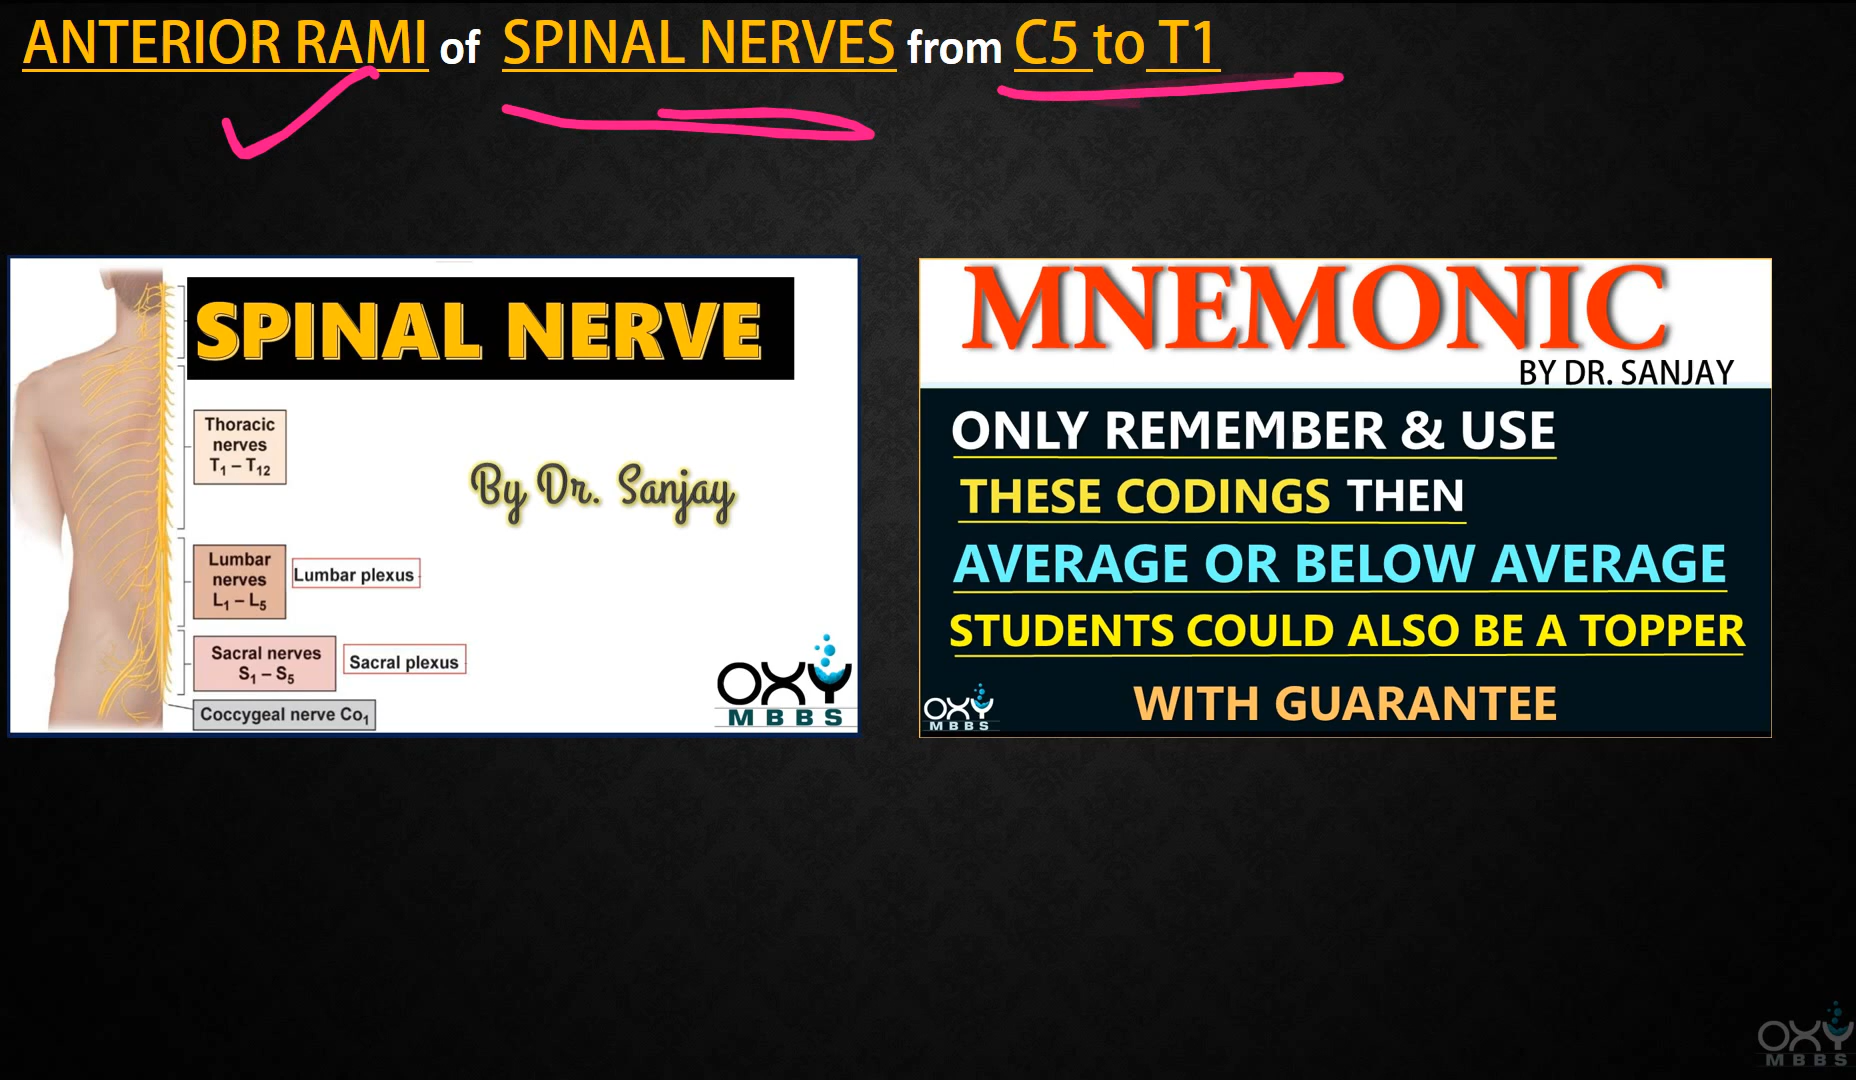 ANTERIOR RAMI of SPINAL NERVES from C5 to T1
SPINAL NERVE
Thoracic
nerves
T₁ – T₁₂
By Dr. Sanjay
Lumbar
nerves
L₁ – L₅
Lumbar plexus
Sacral nerves
S₁ – S₅
Sacral plexus
Coccygeal nerve Co₁
OXY
MBBS
MNEMONIC
BY DR. SANJAY
ONLY REMEMBER & USE
THESE CODINGS THEN
AVERAGE OR BELOW AVERAGE
STUDENTS COULD ALSO BE A TOPPER
WITH GUARANTEE
OXY
MBBS
OXY
MBBS